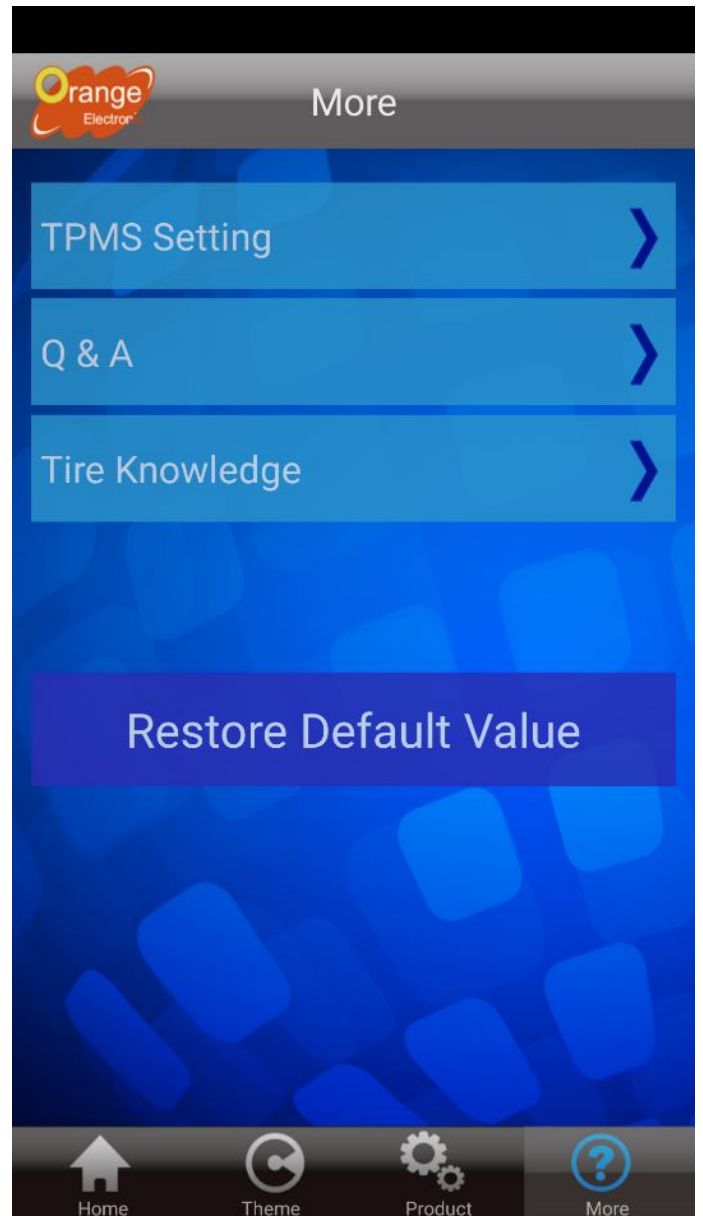 Orange
Electron
More
TPMS Setting
Q & A
Tire Knowledge
Restore Default Value
Home
Theme
Product
More